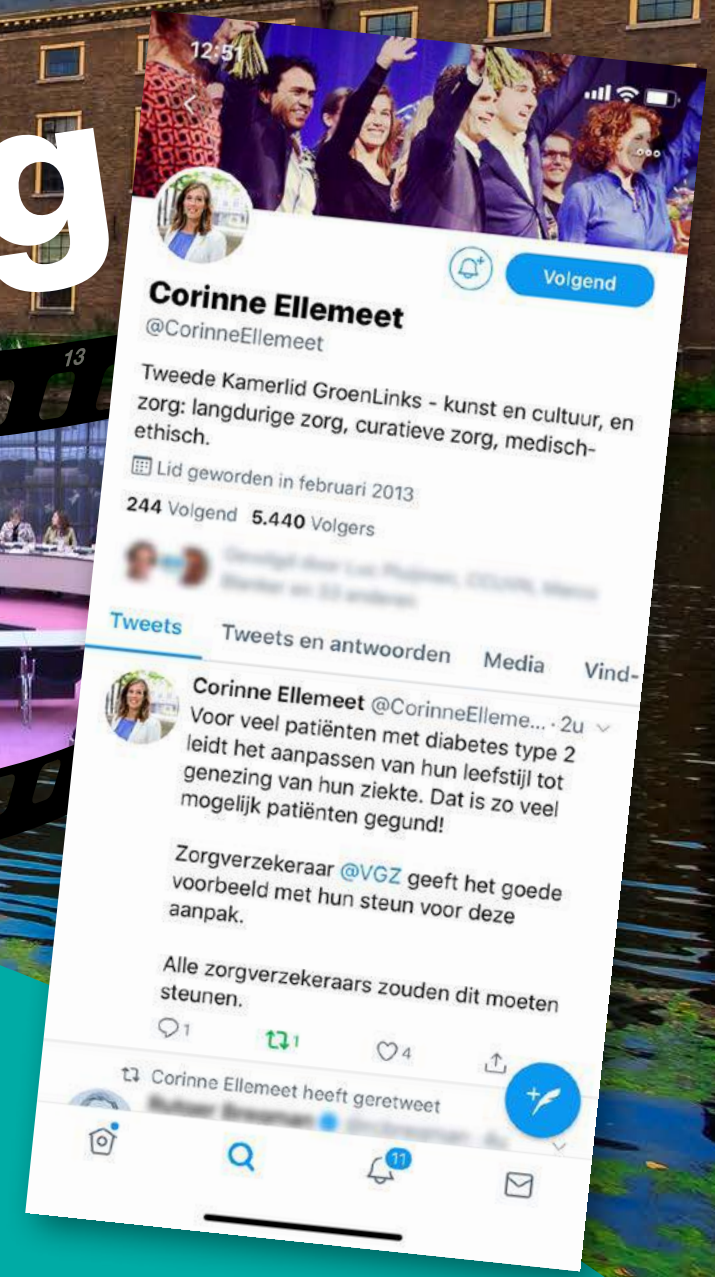 g
13
12:51
Volgend
Corinne Ellemeet
@CorinneEllemeet
Tweede Kamerlid GroenLinks - kunst en cultuur, en
zorg: langdurige zorg, curatieve zorg, medisch-
ethisch.
Lid geworden in februari 2013
244 Volgend 5.440 Volgers
Tweets Tweets en antwoorden Media Vind-
Corinne Ellemeet @CorinneElleme... · 2u
Voor veel patiënten met diabetes type 2
leidt het aanpassen van hun leefstijl tot
genezing van hun ziekte. Dat is zo veel
mogelijk patiënten gegund!
Zorgverzekeraar @VGZ geeft het goede
voorbeeld met hun steun voor deze
aanpak.
Alle zorgverzekeraars zouden dit moeten
steunen.
1 1 4
Corinne Ellemeet heeft geretweet
11